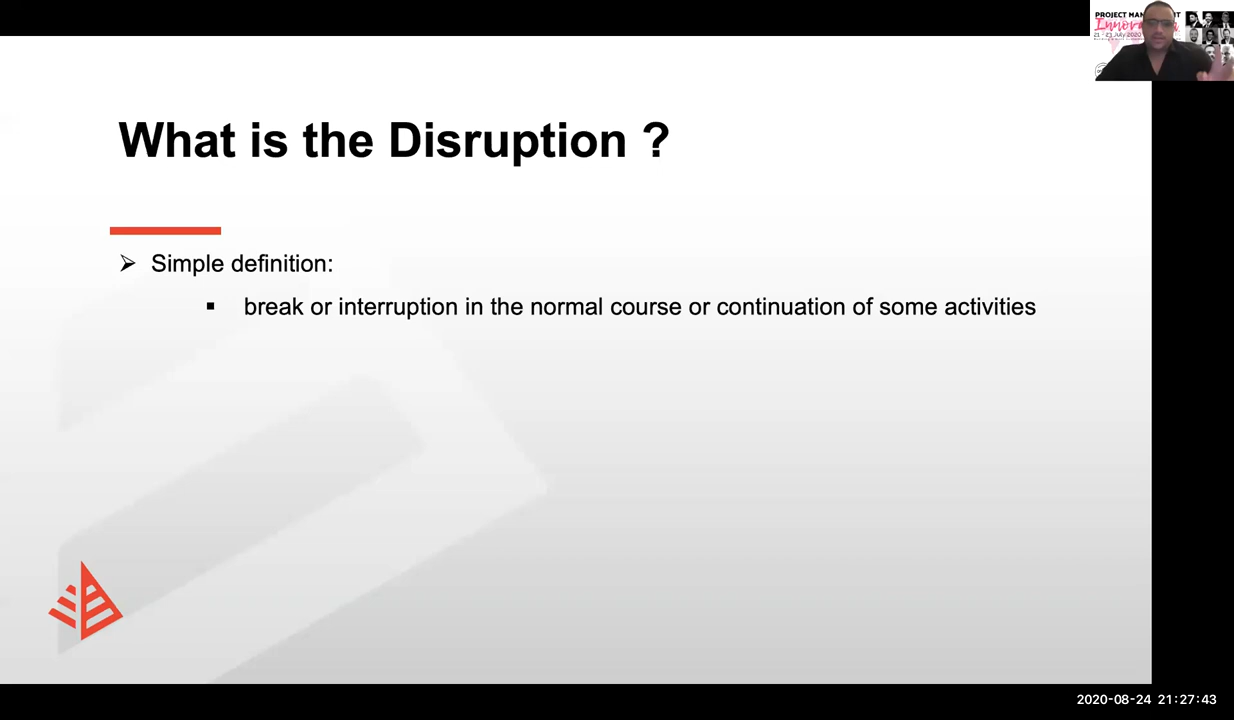 PROJECT MAN
Innov
21 - 23 July 2020
What is the Disruption ?
Simple definition:
break or interruption in the normal course or continuation of some activities
2020-08-24 21:27:43